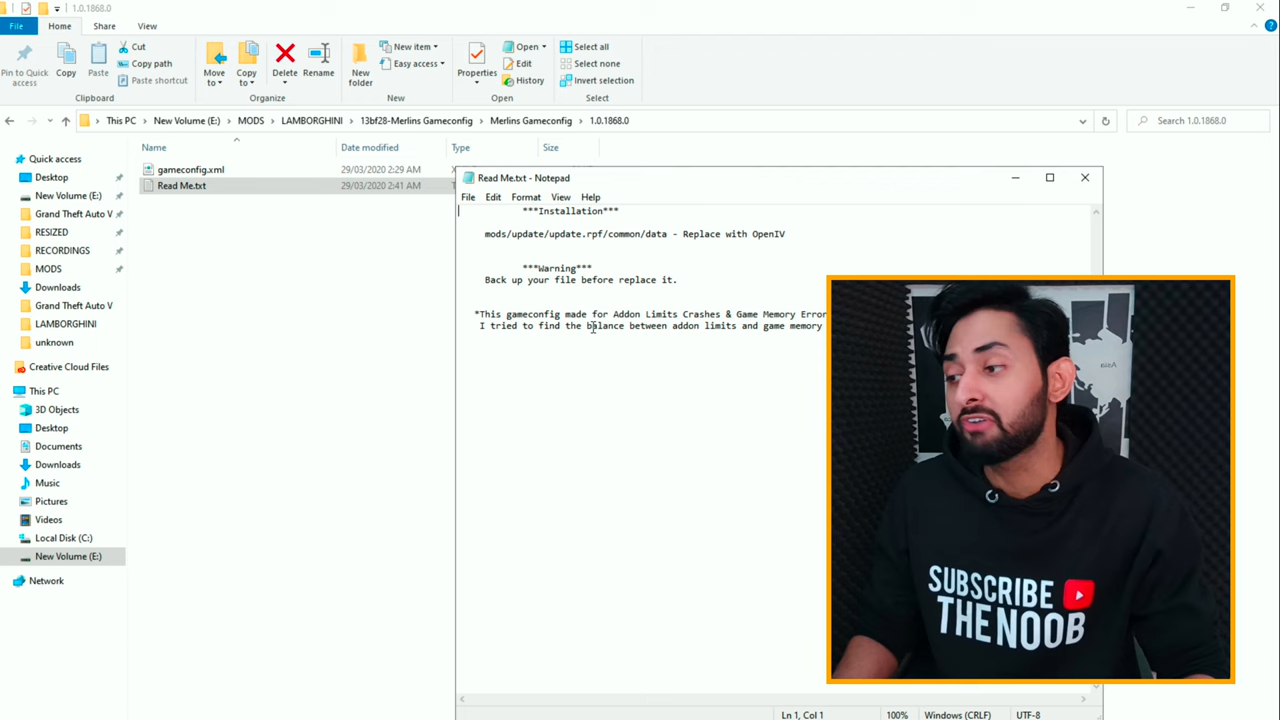 1.0.1868.0
File
Home
Share
View
Pin to Quick access
Copy
Paste
Cut
Copy path
Paste shortcut
Clipboard
Move to
Copy to
Delete
Rename
Organize
New folder
New item
Easy access
New
Properties
Open
Edit
History
Open
Select all
Select none
Invert selection
Select
This PC > New Volume (E:) > MODS > LAMBORGHINI > 13bf28-Merlins Gameconfig > Merlins Gameconfig > 1.0.1868.0
Search 1.0.1868.0
Name Date modified Type Size
gameconfig.xml 29/03/2020 2:29 AM
Read Me.txt 29/03/2020 2:41 AM
Quick access
Desktop
New Volume (E:)
Grand Theft Auto V
RESIZED
RECORDINGS
MODS
Downloads
Grand Theft Auto V
LAMBORGHINI
unknown
Creative Cloud Files
This PC
3D Objects
Desktop
Documents
Downloads
Music
Pictures
Videos
Local Disk (C:)
New Volume (E:)
Network
Read Me.txt - Notepad
File Edit Format View Help
***Installation***
mods/update/update.rpf/common/data - Replace with OpenIV
***Warning***
Back up your file before replace it.
*This gameconfig made for Addon Limits Crashes & Game Memory Error
I tried to find the balance between addon limits and game memory
Ln 1, Col 1 100% Windows (CRLF) UTF-8
Asia
SUBSCRIBE
THE NOOB